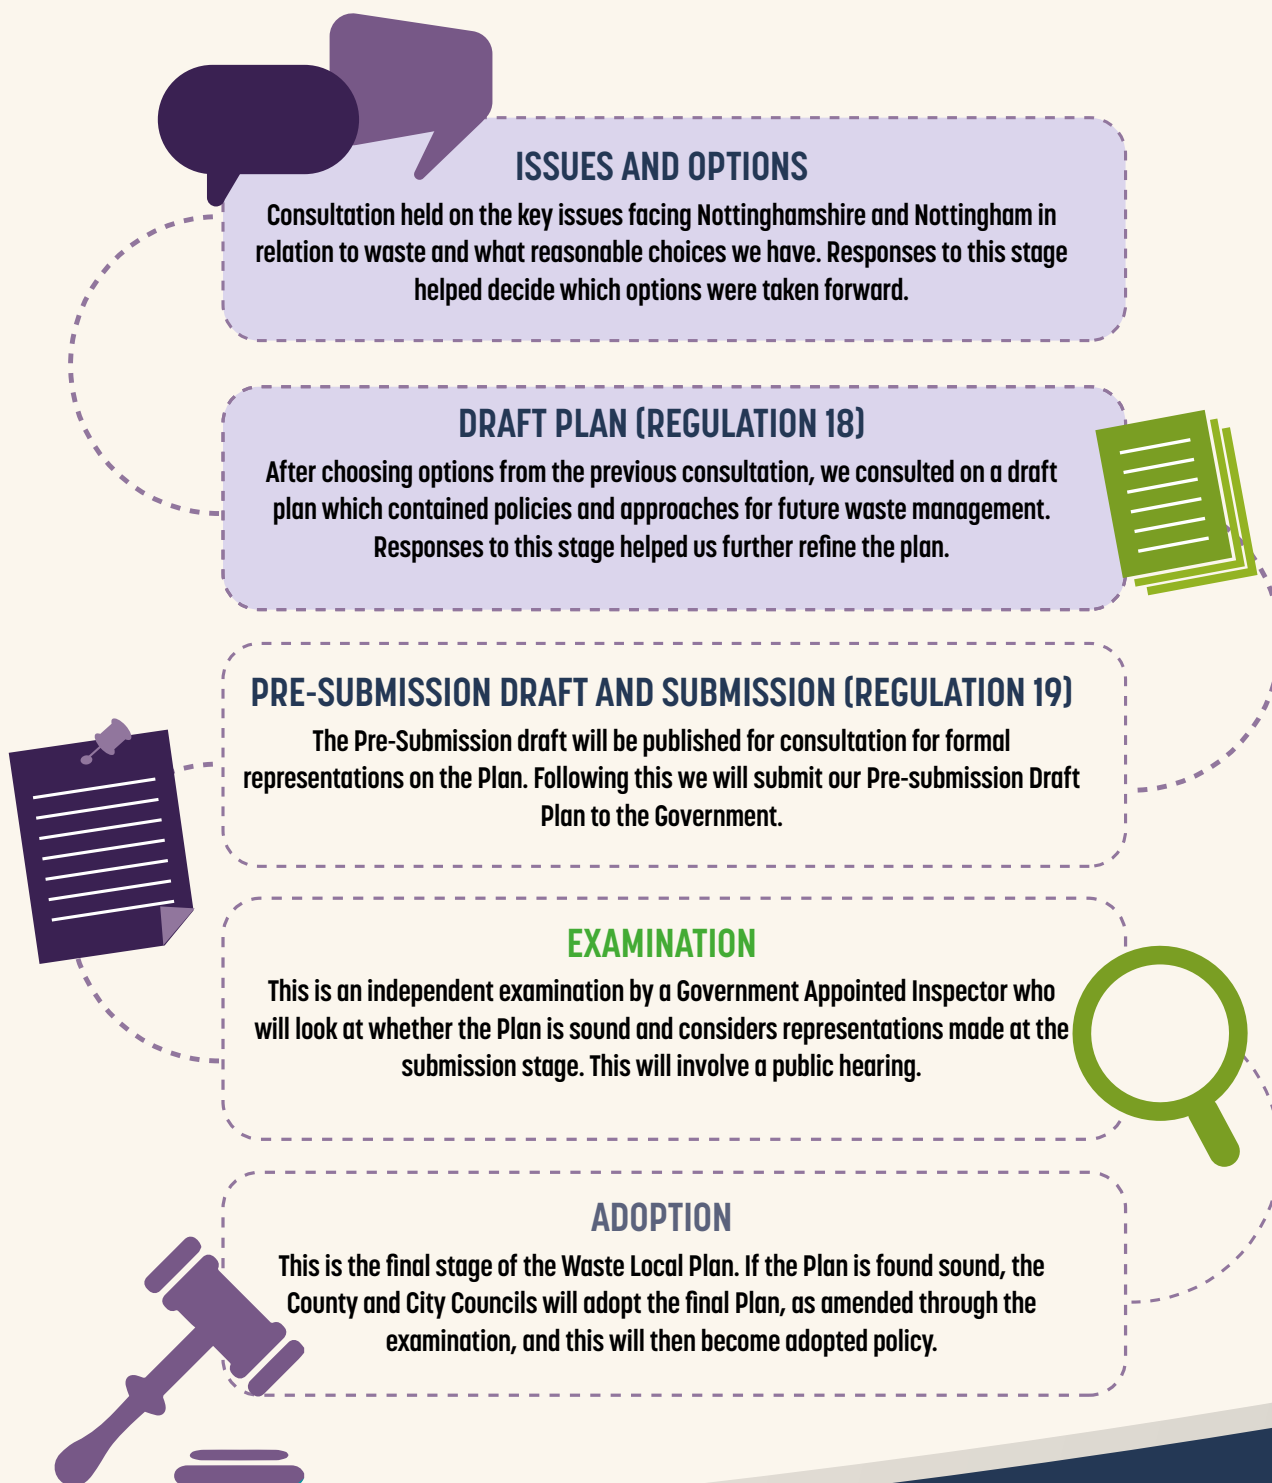 ISSUES AND OPTIONS
Consultation held on the key issues facing Nottinghamshire and Nottingham in
relation to waste and what reasonable choices we have. Responses to this stage
helped decide which options were taken forward.
DRAFT PLAN (REGULATION 18)
After choosing options from the previous consultation, we consulted on a draft
plan which contained policies and approaches for future waste management.
Responses to this stage helped us further refine the plan.
PRE-SUBMISSION DRAFT AND SUBMISSION (REGULATION 19)
The Pre-Submission draft will be published for consultation for formal
representations on the Plan. Following this we will submit our Pre-submission Draft
Plan to the Government.
EXAMINATION
This is an independent examination by a Government Appointed Inspector who
will look at whether the Plan is sound and considers representations made at the
submission stage. This will involve a public hearing.
ADOPTION
This is the final stage of the Waste Local Plan. If the Plan is found sound, the
County and City Councils will adopt the final Plan, as amended through the
examination, and this will then become adopted policy.